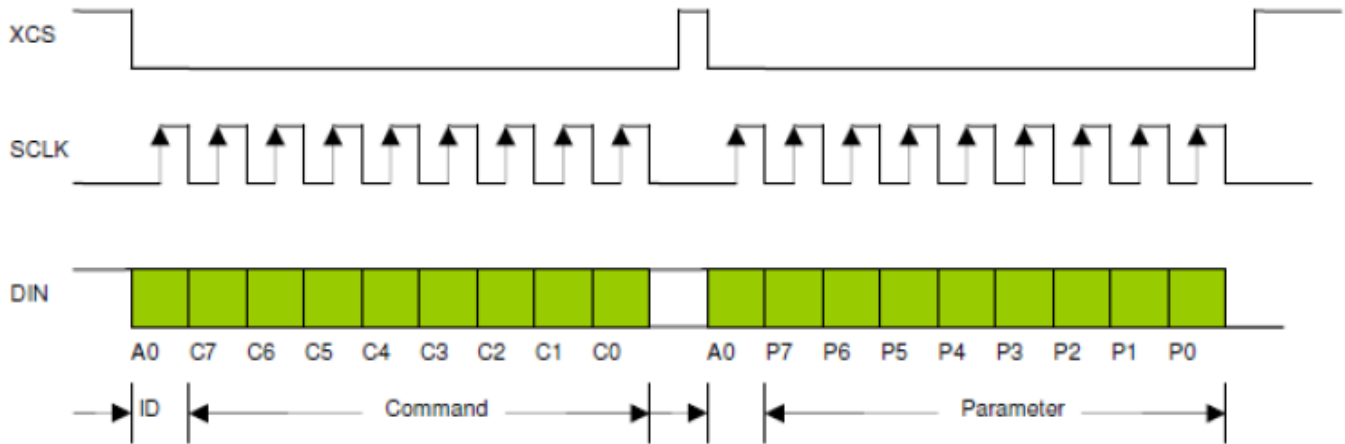 XCS
SCLK
DIN
A0 C7 C6 C5 C4 C3 C2 C1 C0 A0 P7 P6 P5 P4 P3 P2 P1 P0
ID Command Parameter